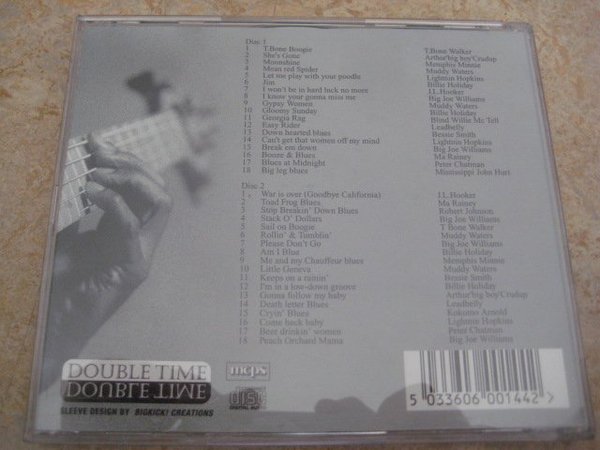 Disc 1
1 T.Bone Boogie T.Bone Walker
2 She's Gone Arthur'big boy'Crudup
3 Moonshine Memphis Minnie
4 Mean red Spider Muddy Waters
5 Let me play with your poodle Lightnin Hopkins
6 Jim Billie Holiday
7 I won't be in hard luck no more J.L. Hooker
8 I know your gonna miss me Big Joe Williams
9 Gypsy Women Muddy Waters
10 Gloomy Sunday Billie Holiday
11 Georgia Rag Blind Willie Mc Tell
12 Easy Rider Leadbelly
13 Down hearted blues Bessie Smith
14 Can't get that women off my mind Lightnin Hopkins
15 Break em down Big Joe Williams
16 Booze & Blues Ma Rainey
17 Blues at Midnight Peter Chatman
18 Big leg blues Mississippi John Hurt
Disc 2
1 War is over (Goodbye California) J.L. Hooker
2 Toad Frog Blues Ma Rainey
3 Stop Breakin' Down Blues Robert Johnson
4 Stack O' Dollars Big Joe Williams
5 Sail on Boogie T Bone Walker
6 Rollin' & Tumblin' Muddy Waters
7 Please Don't Go Big Joe Williams
8 Am I Blue Billie Holiday
9 Me and my Chauffeur blues Memphis Minnie
10 Little Geneva Muddy Waters
11 Keeps on a rainin' Bessie Smith
12 I'm in a low-down groove Billie Holiday
13 Gonna follow my baby Arthur'big boy'Crudup
14 Death letter Blues Leadbelly
15 Cryin' Blues Kokomo Arnold
16 Come back baby Lightnin Hopkins
17 Beer drinkin' women Peter Chatman
18 Peach Orchard Mama Big Joe Williams
DOUBLE TIME
DOUBLE TIME
SLEEVE DESIGN BY BIGKICK! CREATIONS
mcps
COMPACT disc
DIGITAL AUDIO
5 033606 001442 >